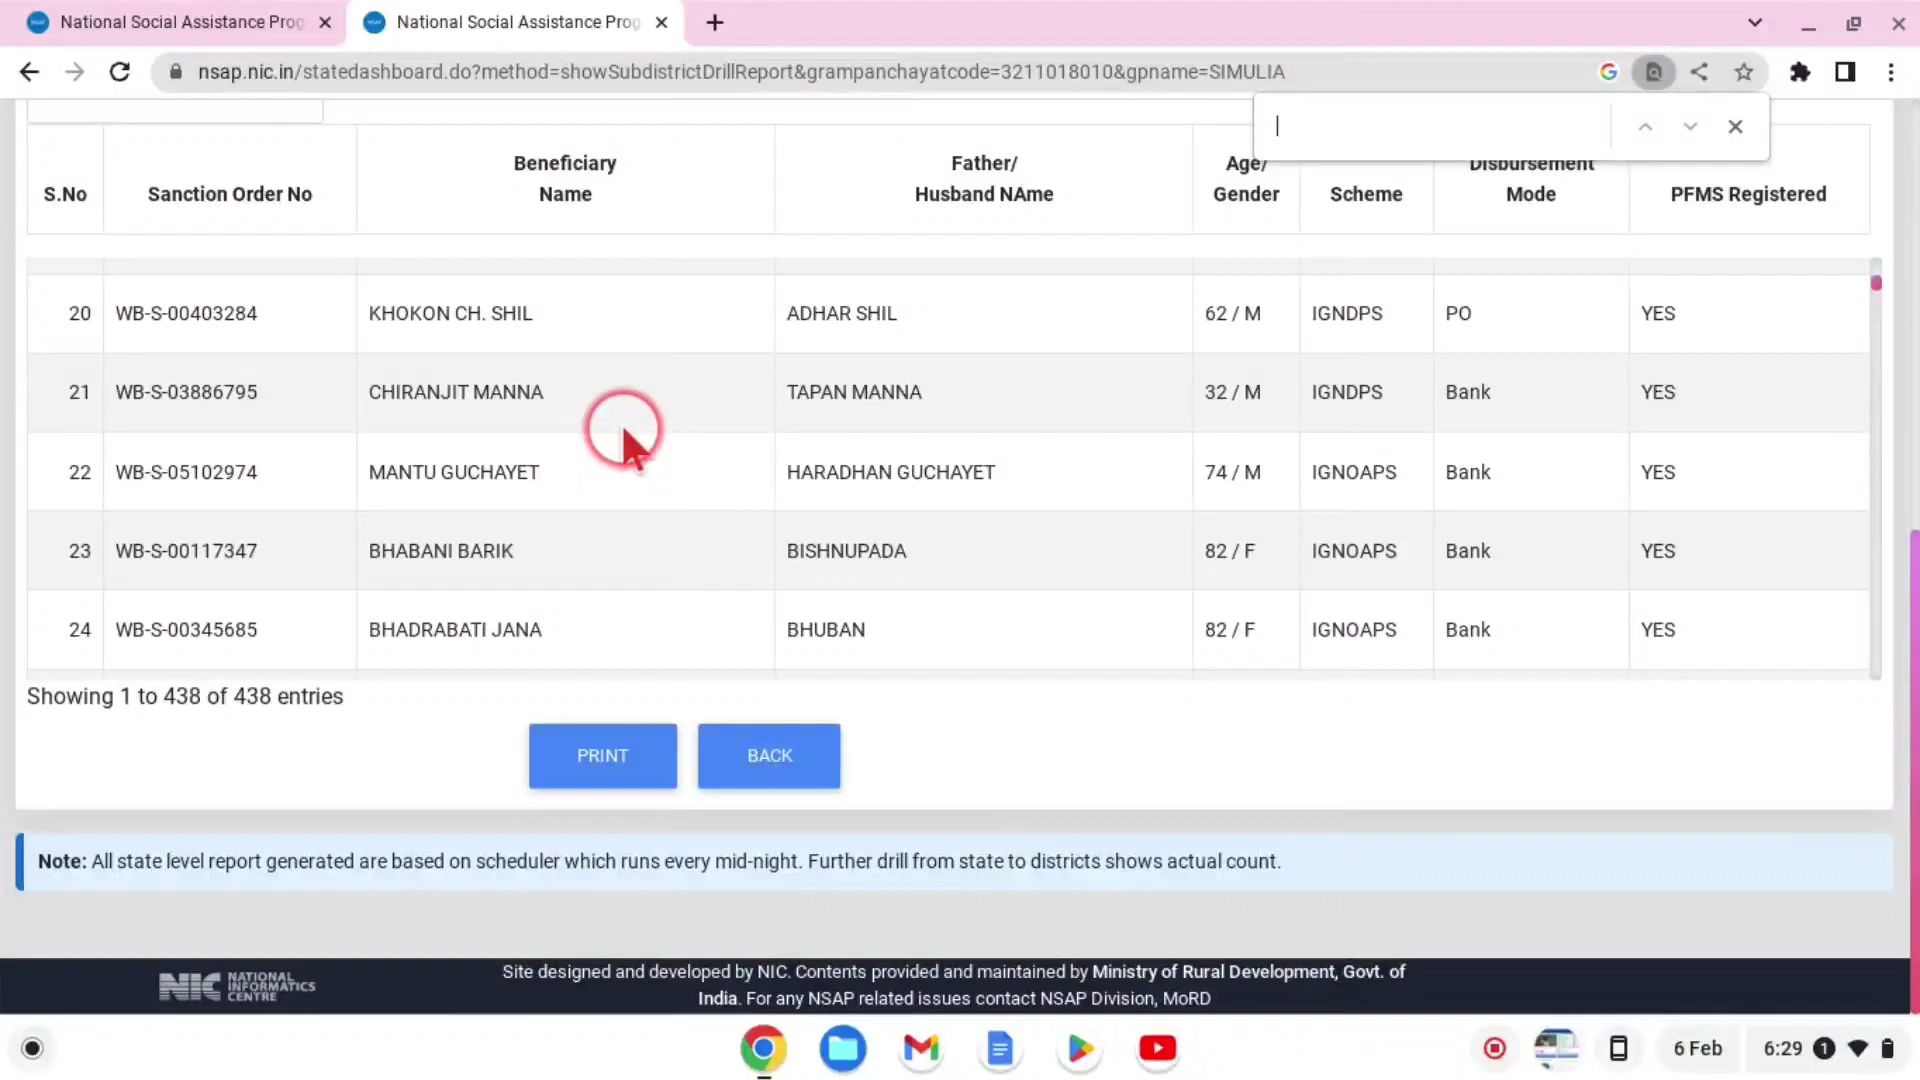 National Social Assistance Prog
National Social Assistance Prog
nsap.nic.in/statedashboard.do?method=showSubdistrictDrillReport&grampanchayatcode=3211018010&gpname=SIMULIA
S.No Sanction Order No Beneficiary Name Father/ Husband NAme Age/ Gender Scheme Disbursement Mode PFMS Registered
20 WB-S-00403284 KHOKON CH. SHIL ADHAR SHIL 62 / M IGNDPS PO YES
21 WB-S-03886795 CHIRANJIT MANNA TAPAN MANNA 32 / M IGNDPS Bank YES
22 WB-S-05102974 MANTU GUCHAYET HARADHAN GUCHAYET 74 / M IGNOAPS Bank YES
23 WB-S-00117347 BHABANI BARIK BISHNUPADA 82 / F IGNOAPS Bank YES
24 WB-S-00345685 BHADRABATI JANA BHUBAN 82 / F IGNOAPS Bank YES
Showing 1 to 438 of 438 entries
PRINT BACK
Note: All state level report generated are based on scheduler which runs every mid-night. Further drill from state to districts shows actual count.
NIC NATIONAL INFORMATICS CENTRE
Site designed and developed by NIC. Contents provided and maintained by Ministry of Rural Development, Govt. of
India. For any NSAP related issues contact NSAP Division, MoRD
6 Feb 6:29 1